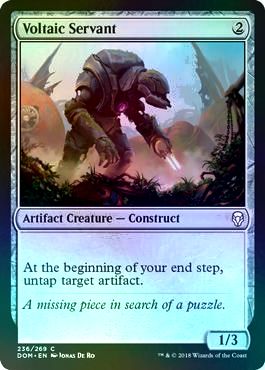 Voltaic Servant 2
Artifact Creature — Construct
At the beginning of your end step,
untap target artifact.
A missing piece in search of a puzzle.
1/3
236/269 C
DOM • EN Jonas De Ro ™ & © 2018 Wizards of the Coast